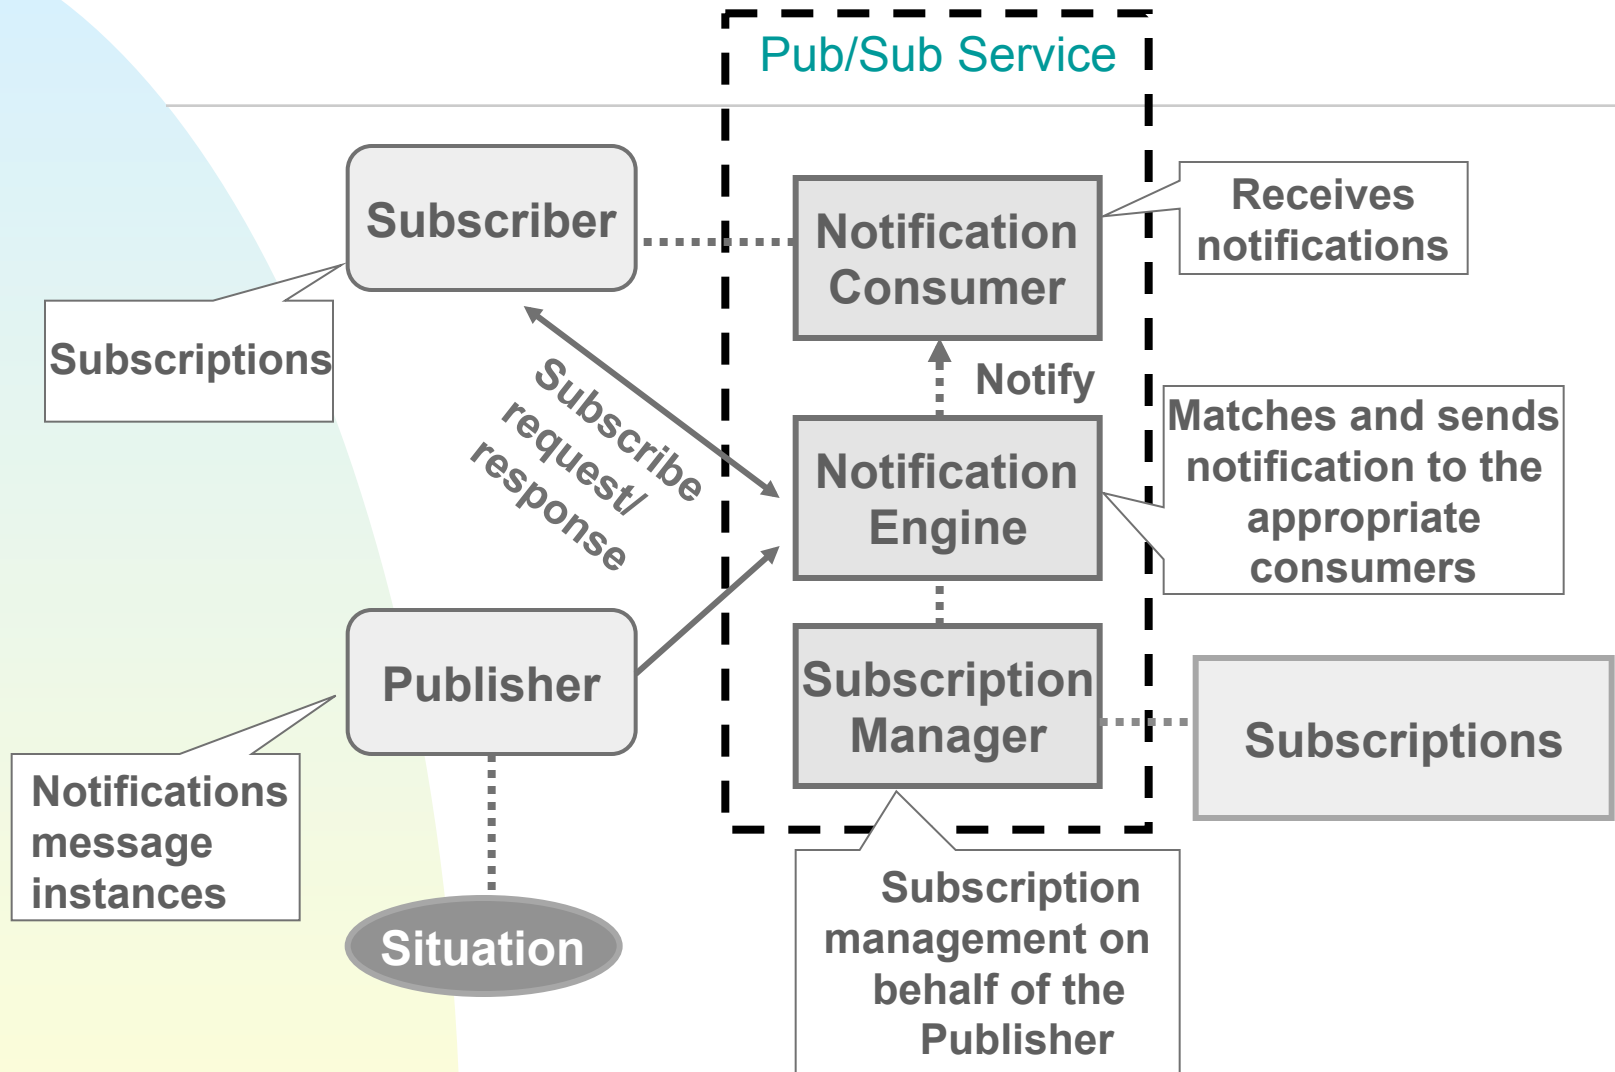 Pub/Sub Service
Subscriber
Notification
Consumer
Receives
notifications
Subscriptions
Subscribe
request/
response
Notify
Notification
Engine
Matches and sends
notification to the
appropriate
consumers
Publisher
Subscription
Manager
Subscriptions
Notifications
message
instances
Situation
Subscription
management on
behalf of the
Publisher